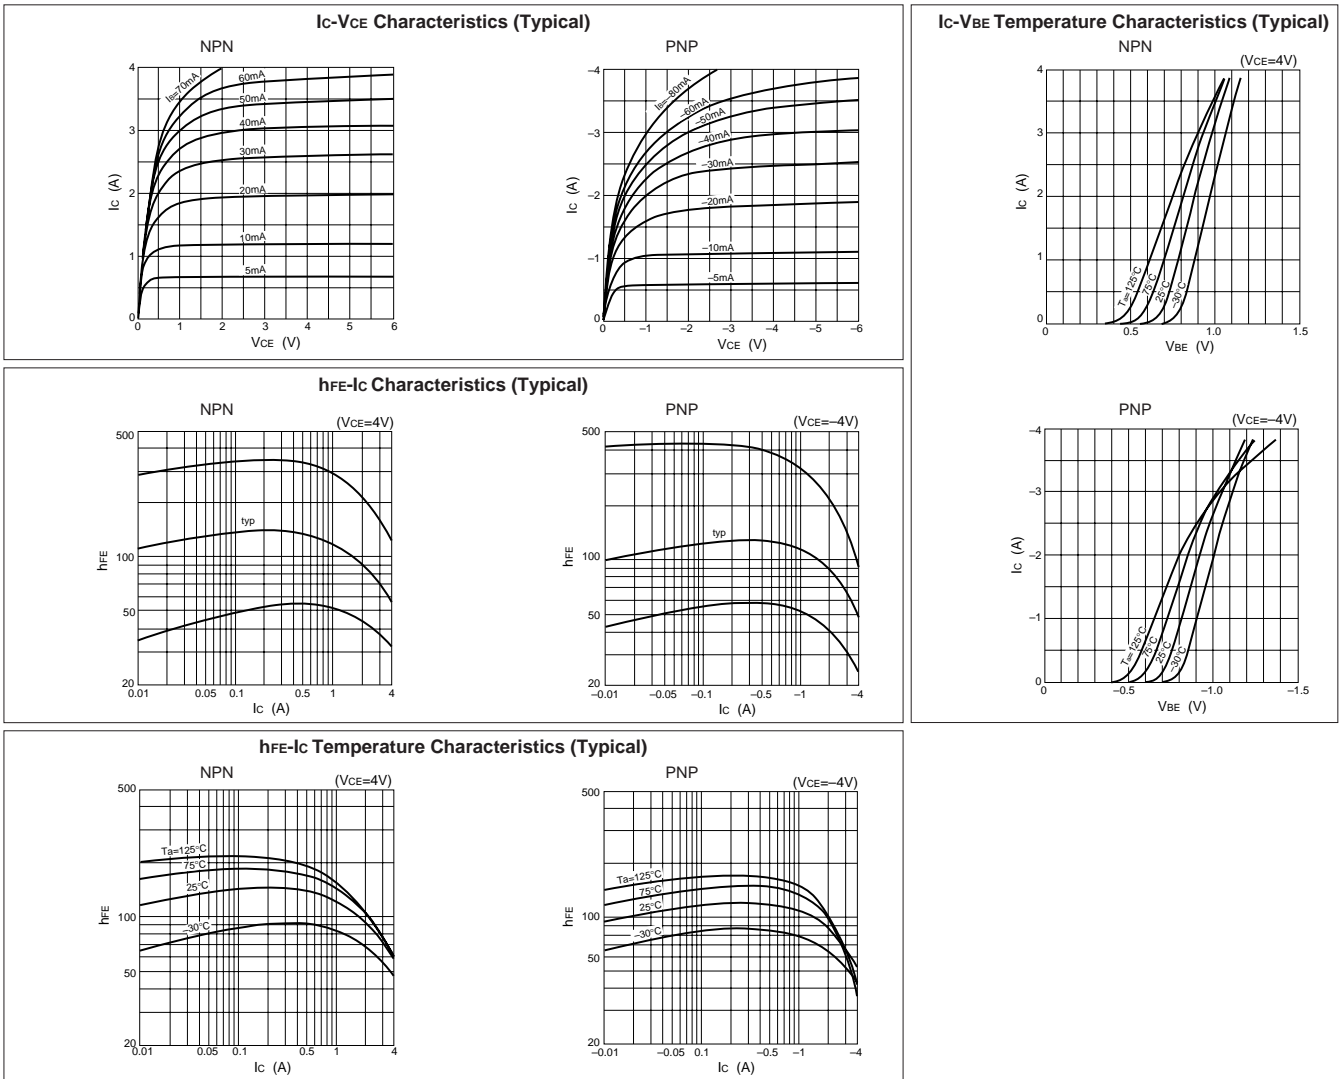 IC-VCE Characteristics (Typical)
NPN
4
3
2
1
0
IC (A)
IB=70mA
60mA
50mA
40mA
30mA
20mA
10mA
5mA
0 1 2 3 4 5 6
VCE (V)
PNP
–4
–3
–2
–1
0
IC (A)
IB=–80mA
–60mA
–50mA
–40mA
–30mA
–20mA
–10mA
–5mA
0 –1 –2 –3 –4 –5 –6
VCE (V)
IC-VBE Temperature Characteristics (Typical)
NPN
(VCE=4V)
4
3
2
1
0
IC (A)
Ta=125°C
75°C
25°C
–30°C
0 0.5 1.0 1.5
VBE (V)
PNP
(VCE=–4V)
–4
–3
–2
–1
0
IC (A)
Ta=125°C
75°C
25°C
–30°C
0 –0.5 –1.0 –1.5
VBE (V)
hFE-IC Characteristics (Typical)
NPN
(VCE=4V)
500
100
50
20
hFE
typ
0.01 0.05 0.1 0.5 1 4
IC (A)
PNP
(VCE=–4V)
500
100
50
20
hFE
typ
–0.01 –0.05 –0.1 –0.5 –1 –4
IC (A)
hFE-IC Temperature Characteristics (Typical)
NPN
(VCE=4V)
500
100
50
20
hFE
Ta=125°C
75°C
25°C
–30°C
0.01 0.05 0.1 0.5 1 4
IC (A)
PNP
(VCE=–4V)
500
100
50
20
hFE
Ta=125°C
75°C
25°C
–30°C
–0.01 –0.05 0.1 –0.5 –1 –4
IC (A)